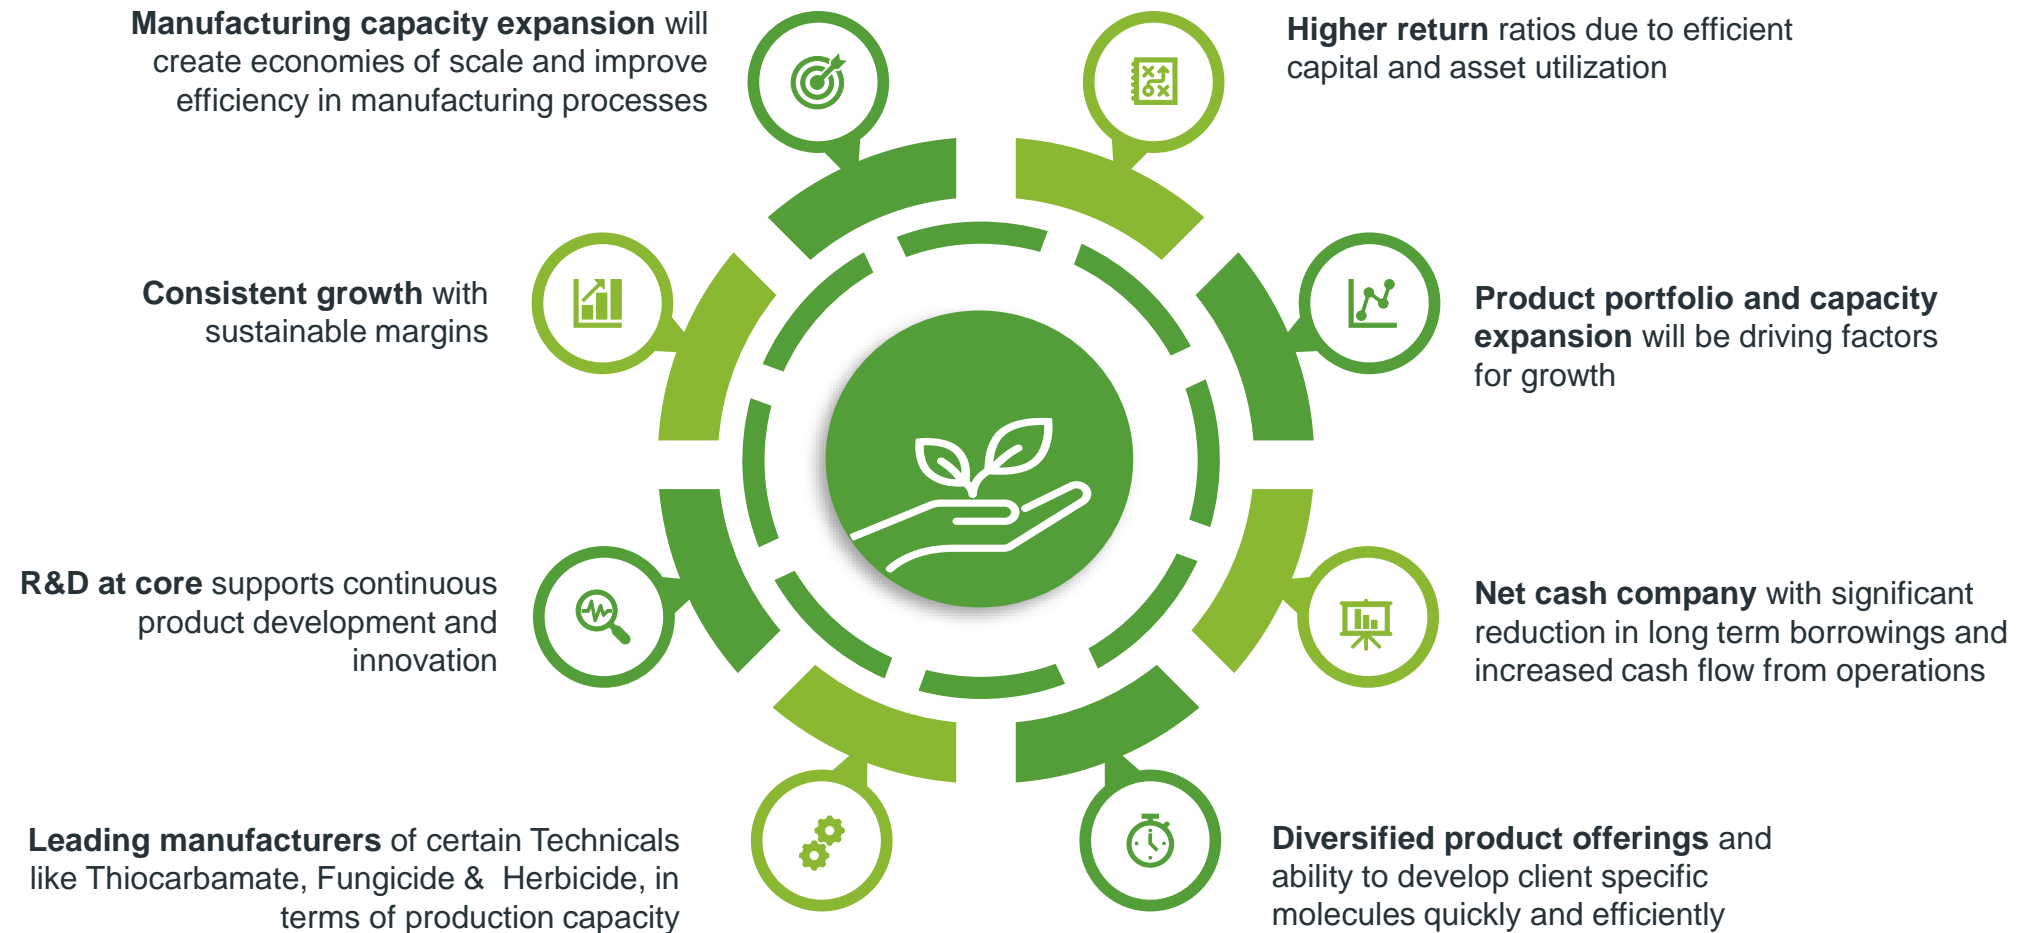 Manufacturing capacity expansion will
create economies of scale and improve
efficiency in manufacturing processes
Higher return ratios due to efficient
capital and asset utilization
Consistent growth with
sustainable margins
Product portfolio and capacity
expansion will be driving factors
for growth
R&D at core supports continuous
product development and
innovation
Net cash company with significant
reduction in long term borrowings and
increased cash flow from operations
Leading manufacturers of certain Technicals
like Thiocarbamate, Fungicide &  Herbicide, in
terms of production capacity
Diversified product offerings and
ability to develop client specific
molecules quickly and efficiently